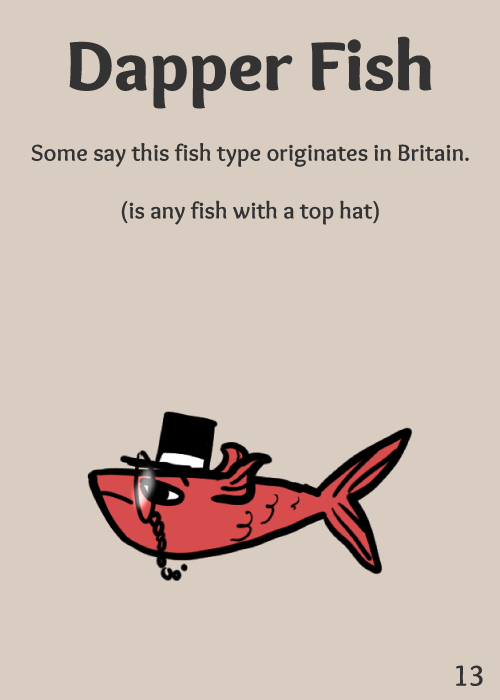 Dapper Fish
Some say this fish type originates in Britain.
(is any fish with a top hat)
13